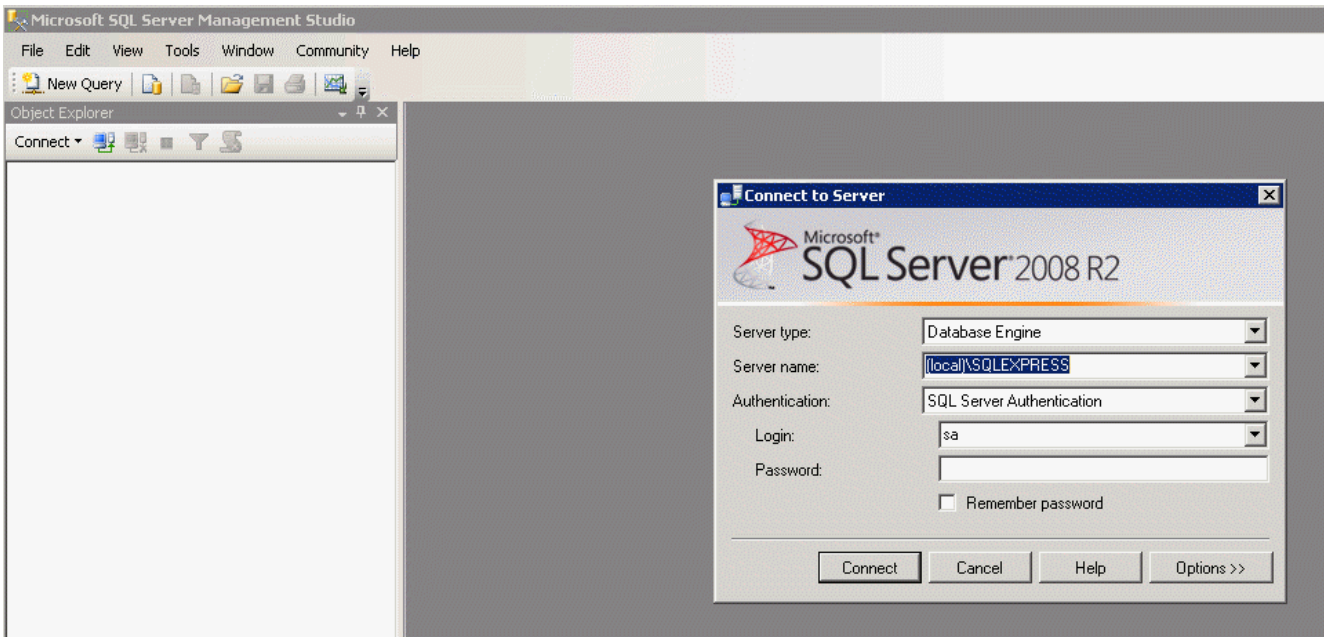 Microsoft SQL Server Management Studio
File Edit View Tools Window Community Help
New Query
Object Explorer
Connect
Connect to Server
Microsoft®
SQL Server® 2008 R2
Server type: Database Engine
Server name: (local)\SQLEXPRESS
Authentication: SQL Server Authentication
Login: sa
Password:
Remember password
Connect Cancel Help Options >>